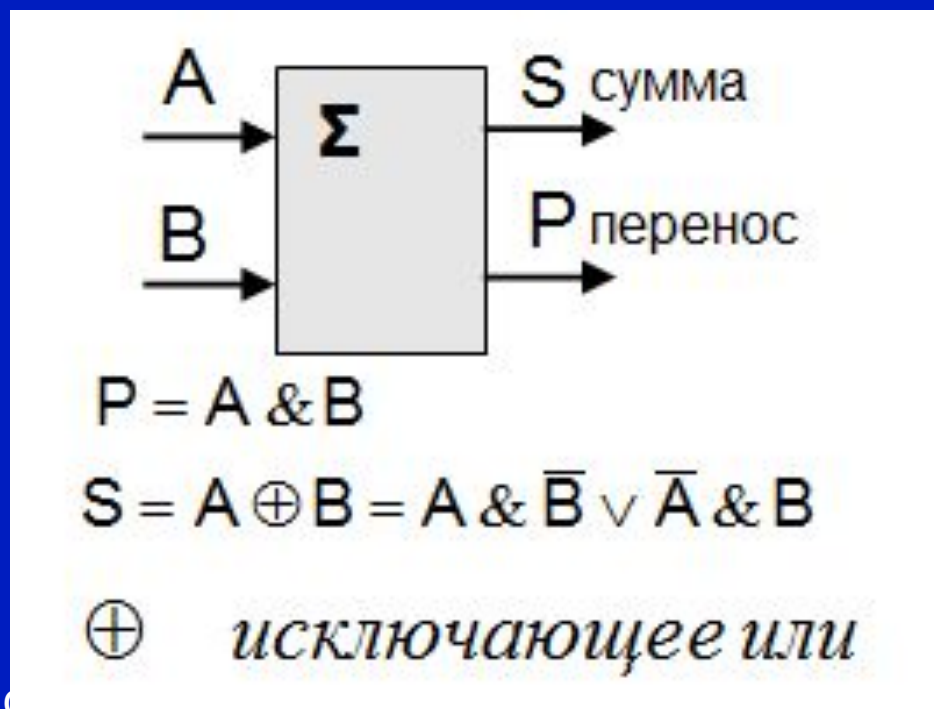 A
Σ
S сумма
B
P перенос
P = A & B
S = A ⊕ B = A & B̅ ∨ A̅ & B
⊕ исключающее или